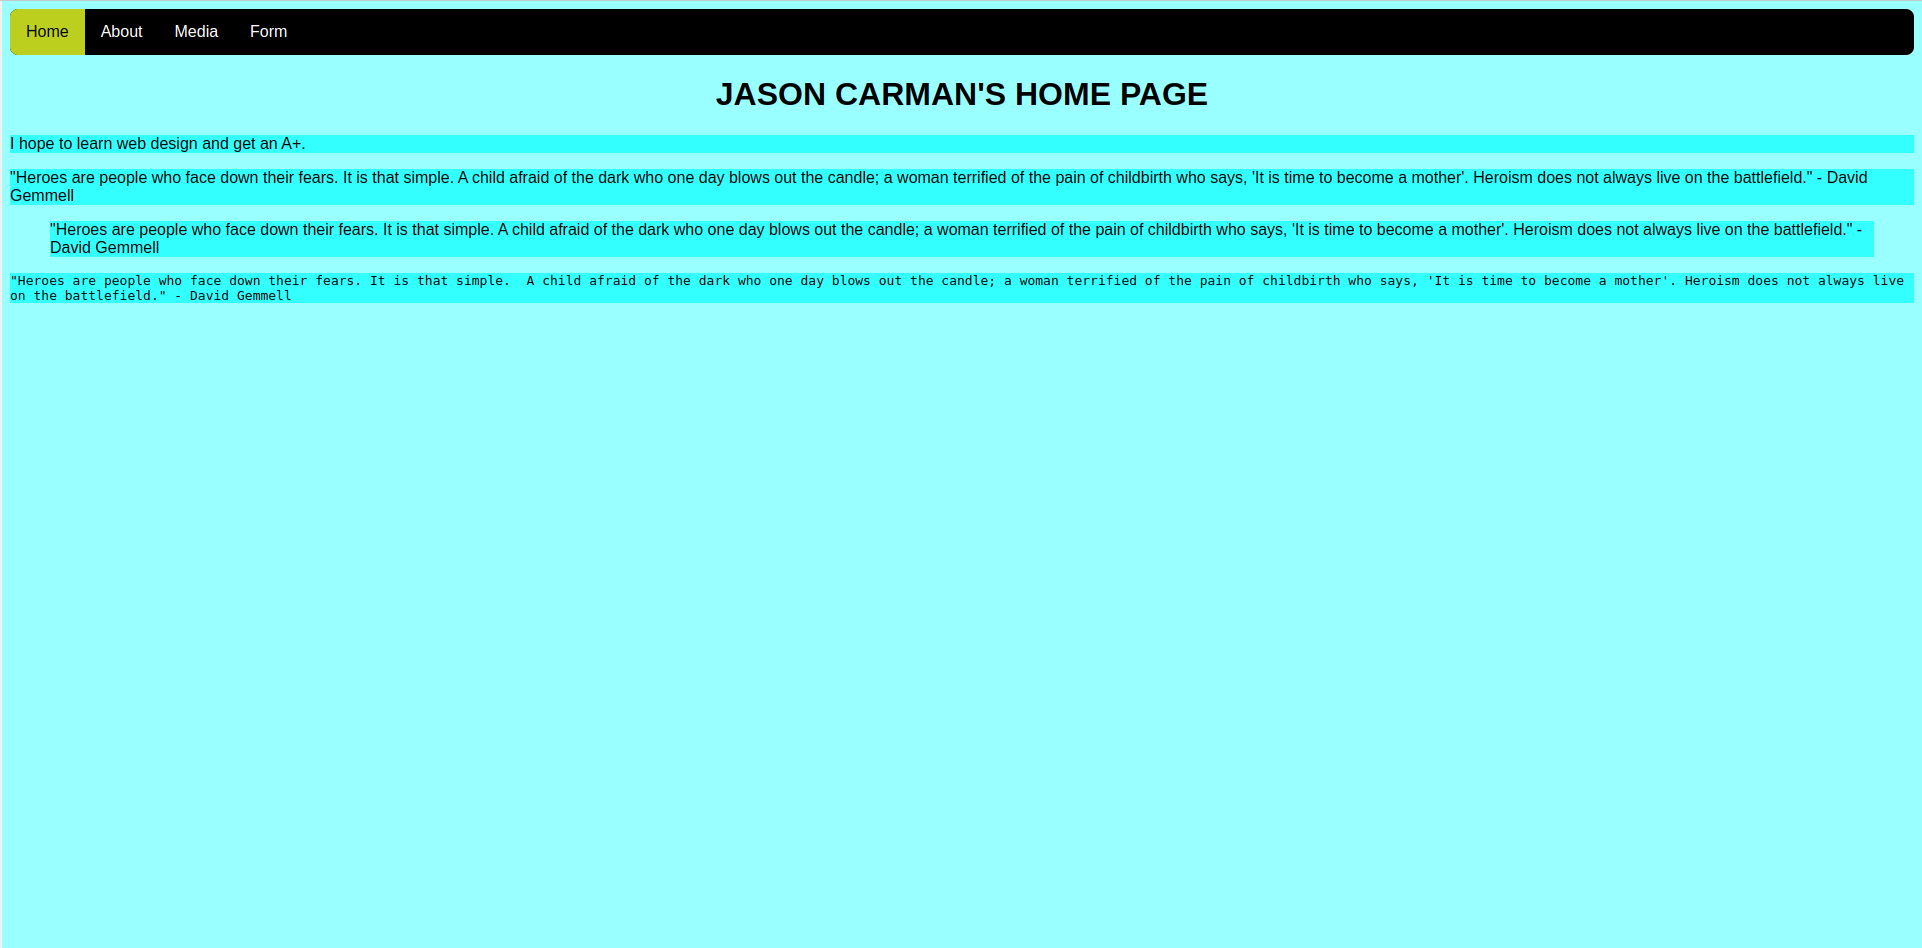 Home About Media Form
JASON CARMAN'S HOME PAGE
I hope to learn web design and get an A+.
"Heroes are people who face down their fears. It is that simple. A child afraid of the dark who one day blows out the candle; a woman terrified of the pain of childbirth who says, 'It is time to become a mother'. Heroism does not always live on the battlefield." - David
Gemmell
"Heroes are people who face down their fears. It is that simple. A child afraid of the dark who one day blows out the candle; a woman terrified of the pain of childbirth who says, 'It is time to become a mother'. Heroism does not always live on the battlefield." -
David Gemmell
"Heroes are people who face down their fears. It is that simple.  A child afraid of the dark who one day blows out the candle; a woman terrified of the pain of childbirth who says, 'It is time to become a mother'. Heroism does not always live
on the battlefield." - David Gemmell